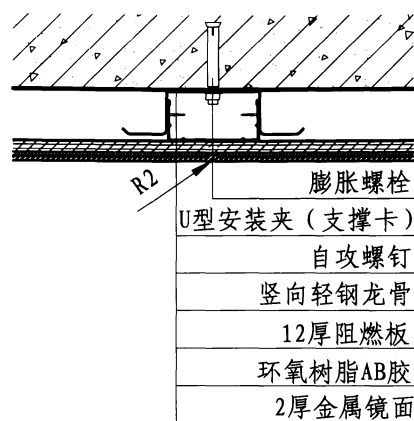 R2
膨胀螺栓
U型安装夹（支撑卡）
自攻螺钉
竖向轻钢龙骨
12厚阻燃板
环氧树脂AB胶
2厚金属镜面